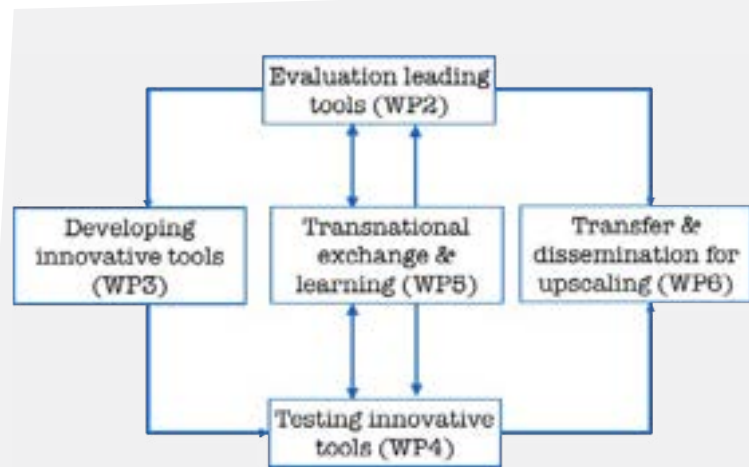 Evaluation leading
tools (WP2)
Developing
innovative tools
(WP3)
Transnational
exchange &
learning (WP5)
Transfer &
dissemination for
upscaling (WP6)
Testing innovative
tools (WP4)